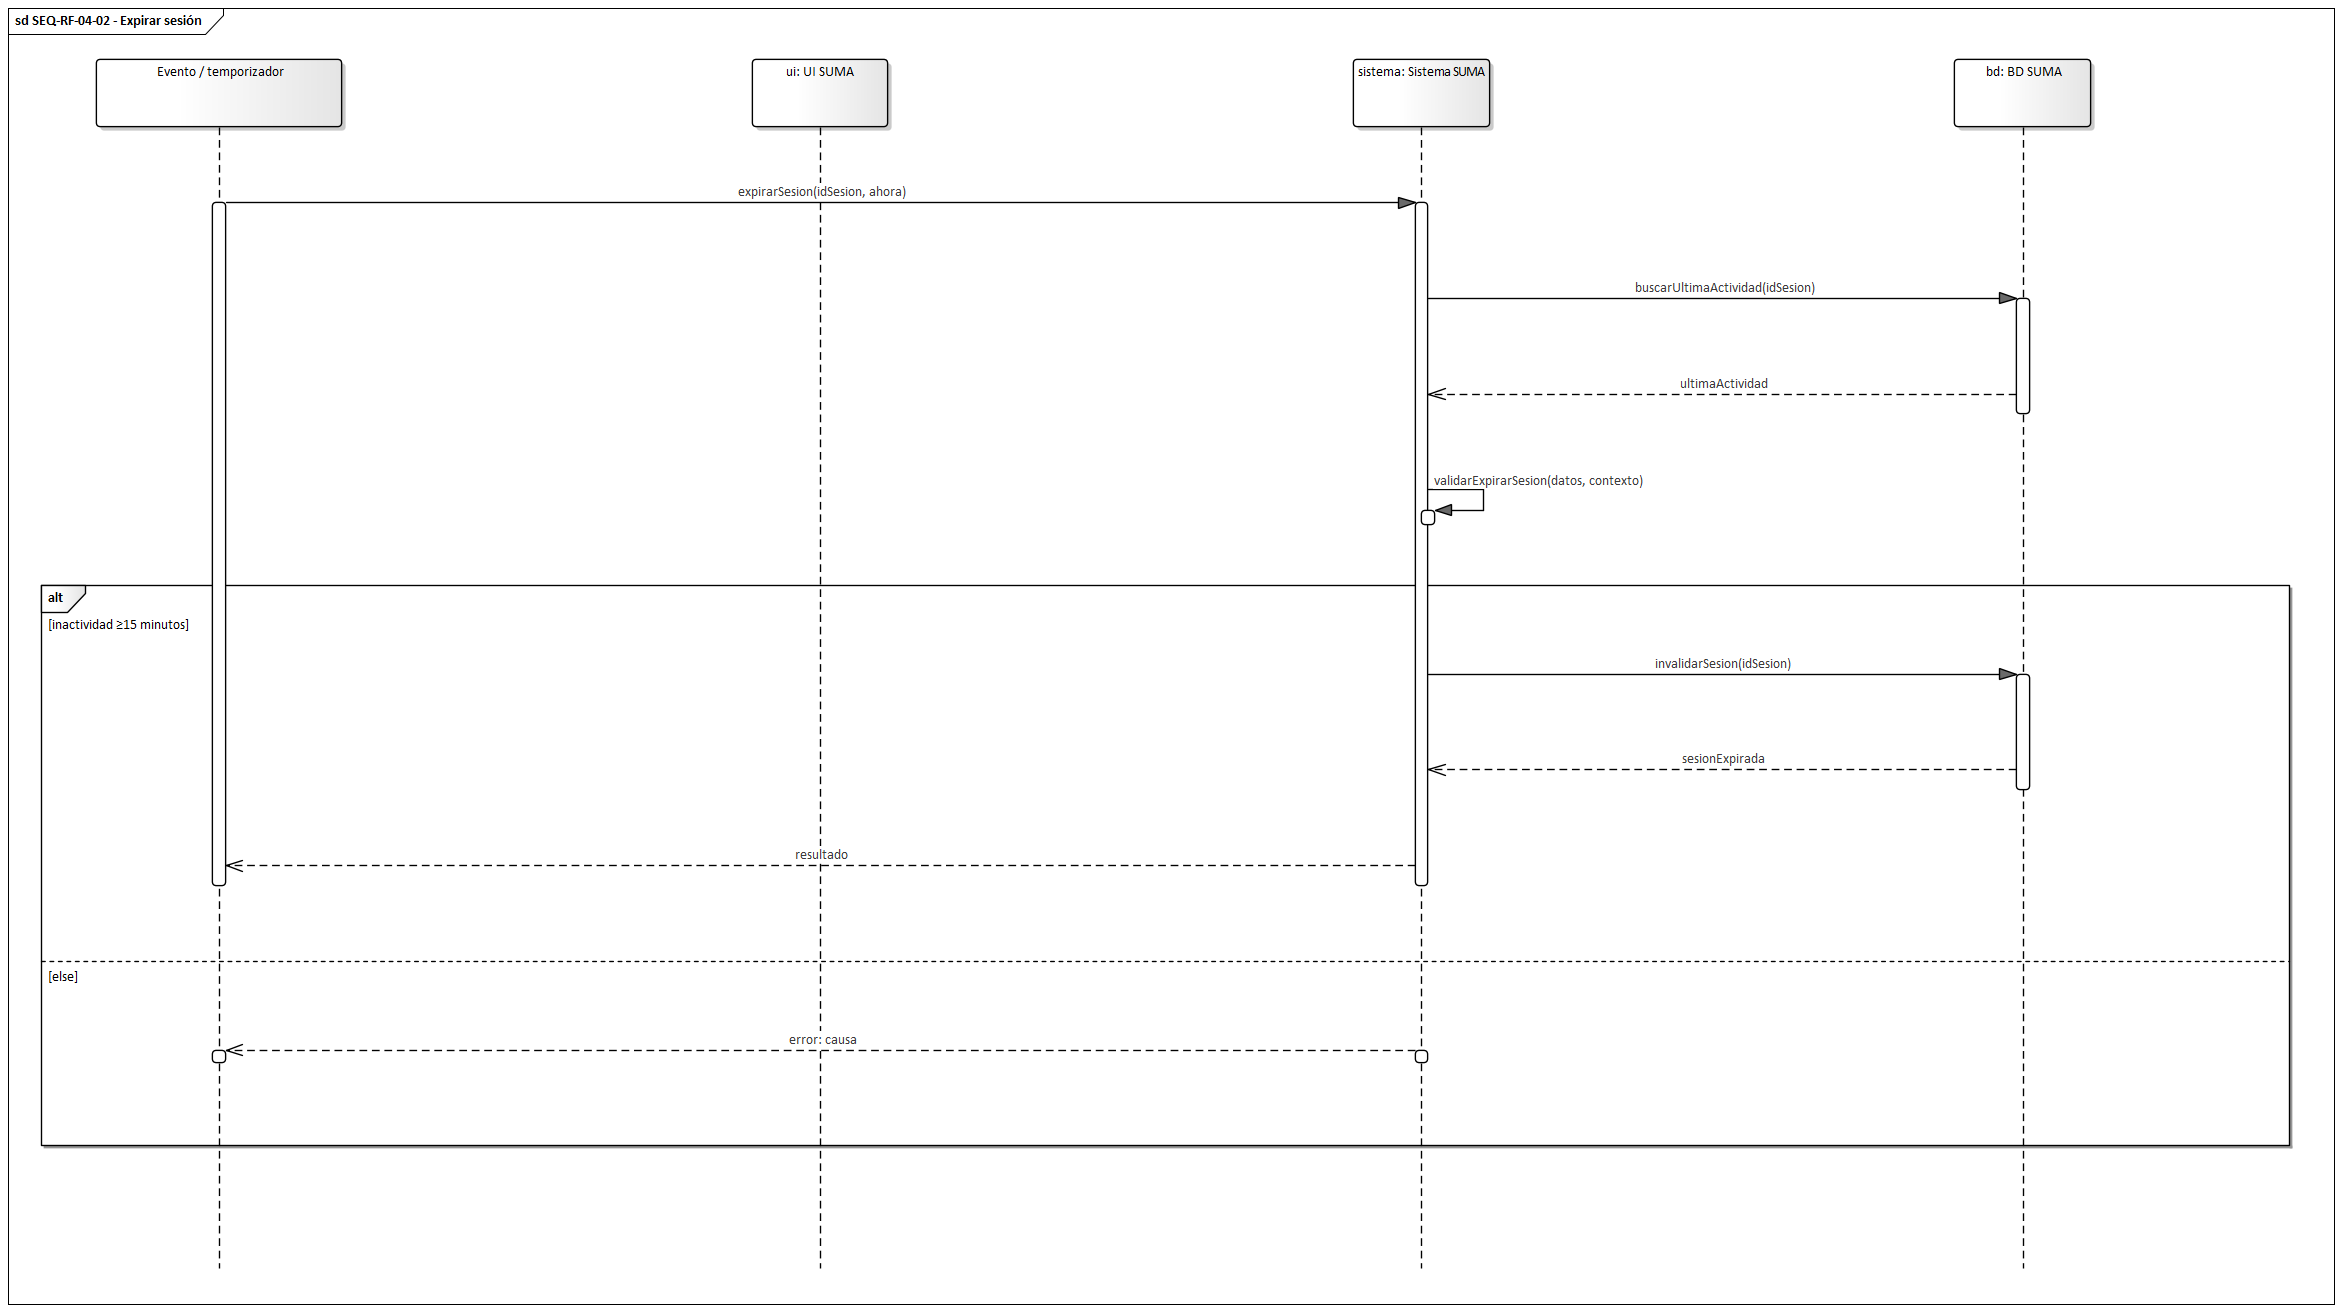 sd SEQ-RF-04-02 - Expirar sesión
Evento / temporizador
ui: UI SUMA
sistema: Sistema SUMA
bd: BD SUMA
expirarSesion(idSesion, ahora)
buscarUltimaActividad(idSesion)
ultimaActividad
validarExpirarSesion(datos, contexto)
alt
[inactividad ≥15 minutos]
invalidarSesion(idSesion)
sesionExpirada
resultado
[else]
error: causa